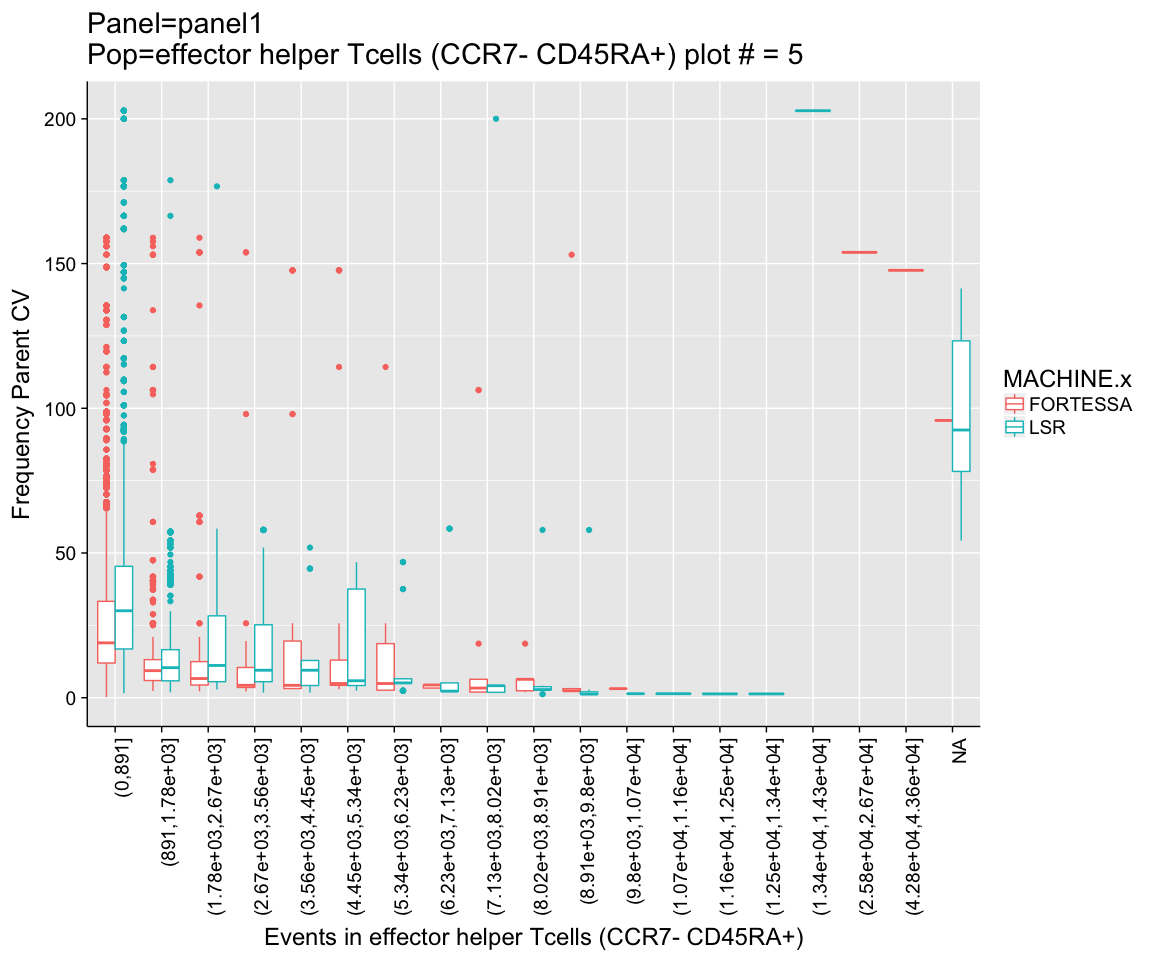 Panel=panel1
Pop=effector helper Tcells (CCR7- CD45RA+) plot # = 5
200
150
100
50
0
Frequency Parent CV
MACHINE.x
FORTESSA
LSR
(0,891]
(891,1.78e+03]
(1.78e+03,2.67e+03]
(2.67e+03,3.56e+03]
(3.56e+03,4.45e+03]
(4.45e+03,5.34e+03]
(5.34e+03,6.23e+03]
(6.23e+03,7.13e+03]
(7.13e+03,8.02e+03]
(8.02e+03,8.91e+03]
(8.91e+03,9.8e+03]
(9.8e+03,1.07e+04]
(1.07e+04,1.16e+04]
(1.16e+04,1.25e+04]
(1.25e+04,1.34e+04]
(1.34e+04,1.43e+04]
(2.58e+04,2.67e+04]
(4.28e+04,4.36e+04]
NA
Events in effector helper Tcells (CCR7- CD45RA+)